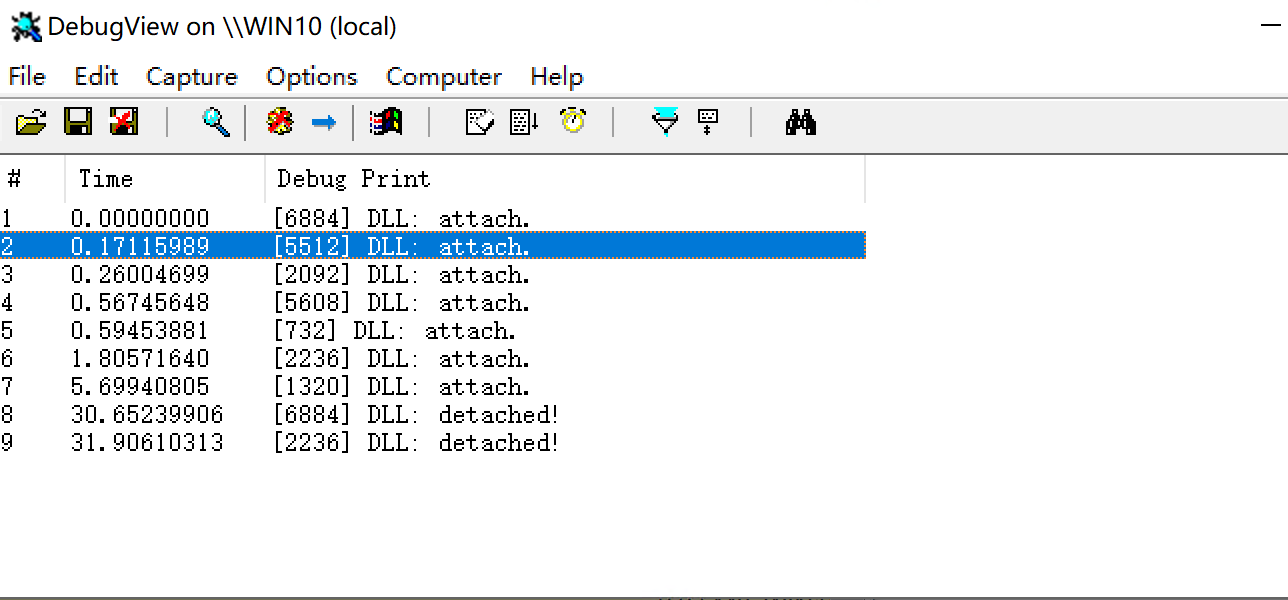 DebugView on \\WIN10 (local)
File Edit Capture Options Computer Help
# Time Debug Print
1 0.00000000 [6884] DLL: attach.
2 0.17115989 [5512] DLL: attach.
3 0.26004699 [2092] DLL: attach.
4 0.56745648 [5608] DLL: attach.
5 0.59453881 [732] DLL: attach.
6 1.80571640 [2236] DLL: attach.
7 5.69940805 [1320] DLL: attach.
8 30.65239906 [6884] DLL: detached!
9 31.90610313 [2236] DLL: detached!